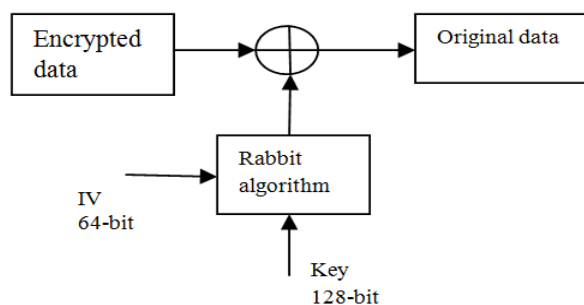 Encrypted
data
Original data
Rabbit
algorithm
IV
64-bit
Key
128-bit